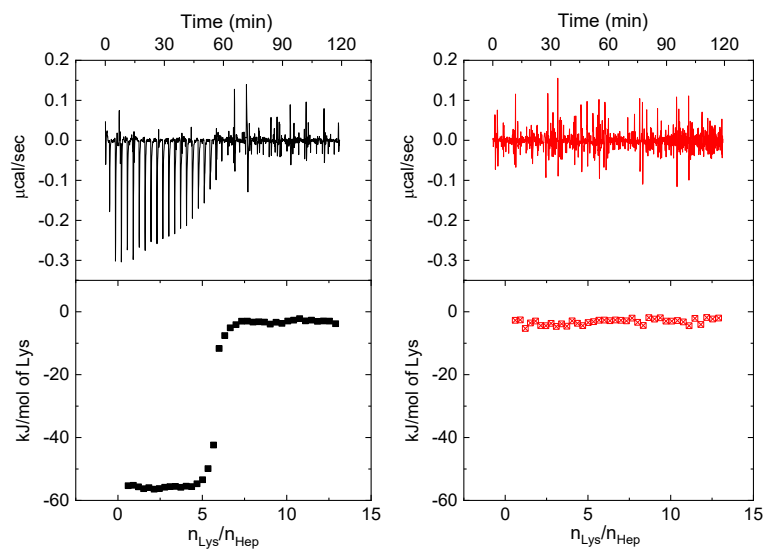 Time (min)
0 30 60 90 120
0.2
0.1
0.0
-0.1
-0.2
-0.3
μcal/sec
0
-20
-40
-60
kJ/mol of Lys
0 5 10 15
nLys/nHep
Time (min)
0 30 60 90 120
0.2
0.1
0.0
-0.1
-0.2
-0.3
μcal/sec
0
-20
-40
-60
kJ/mol of Lys
0 5 10 15
nLys/nHep